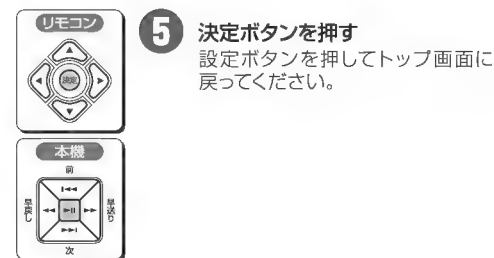 リモコン
決定
5 決定ボタンを押す
設定ボタンを押してトップ画面に
戻ってください。
本機
前
早戻し
早送り
次